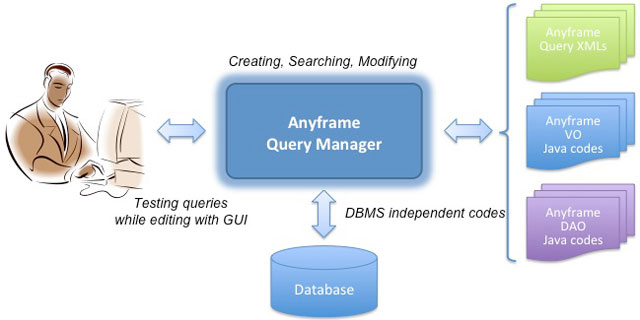 Creating, Searching, Modifying
Anyframe
Query Manager
Testing queries
while editing with GUI
DBMS independent codes
Database
Anyframe
Query XMLs
Anyframe
VO
Java codes
Anyframe
DAO
Java codes